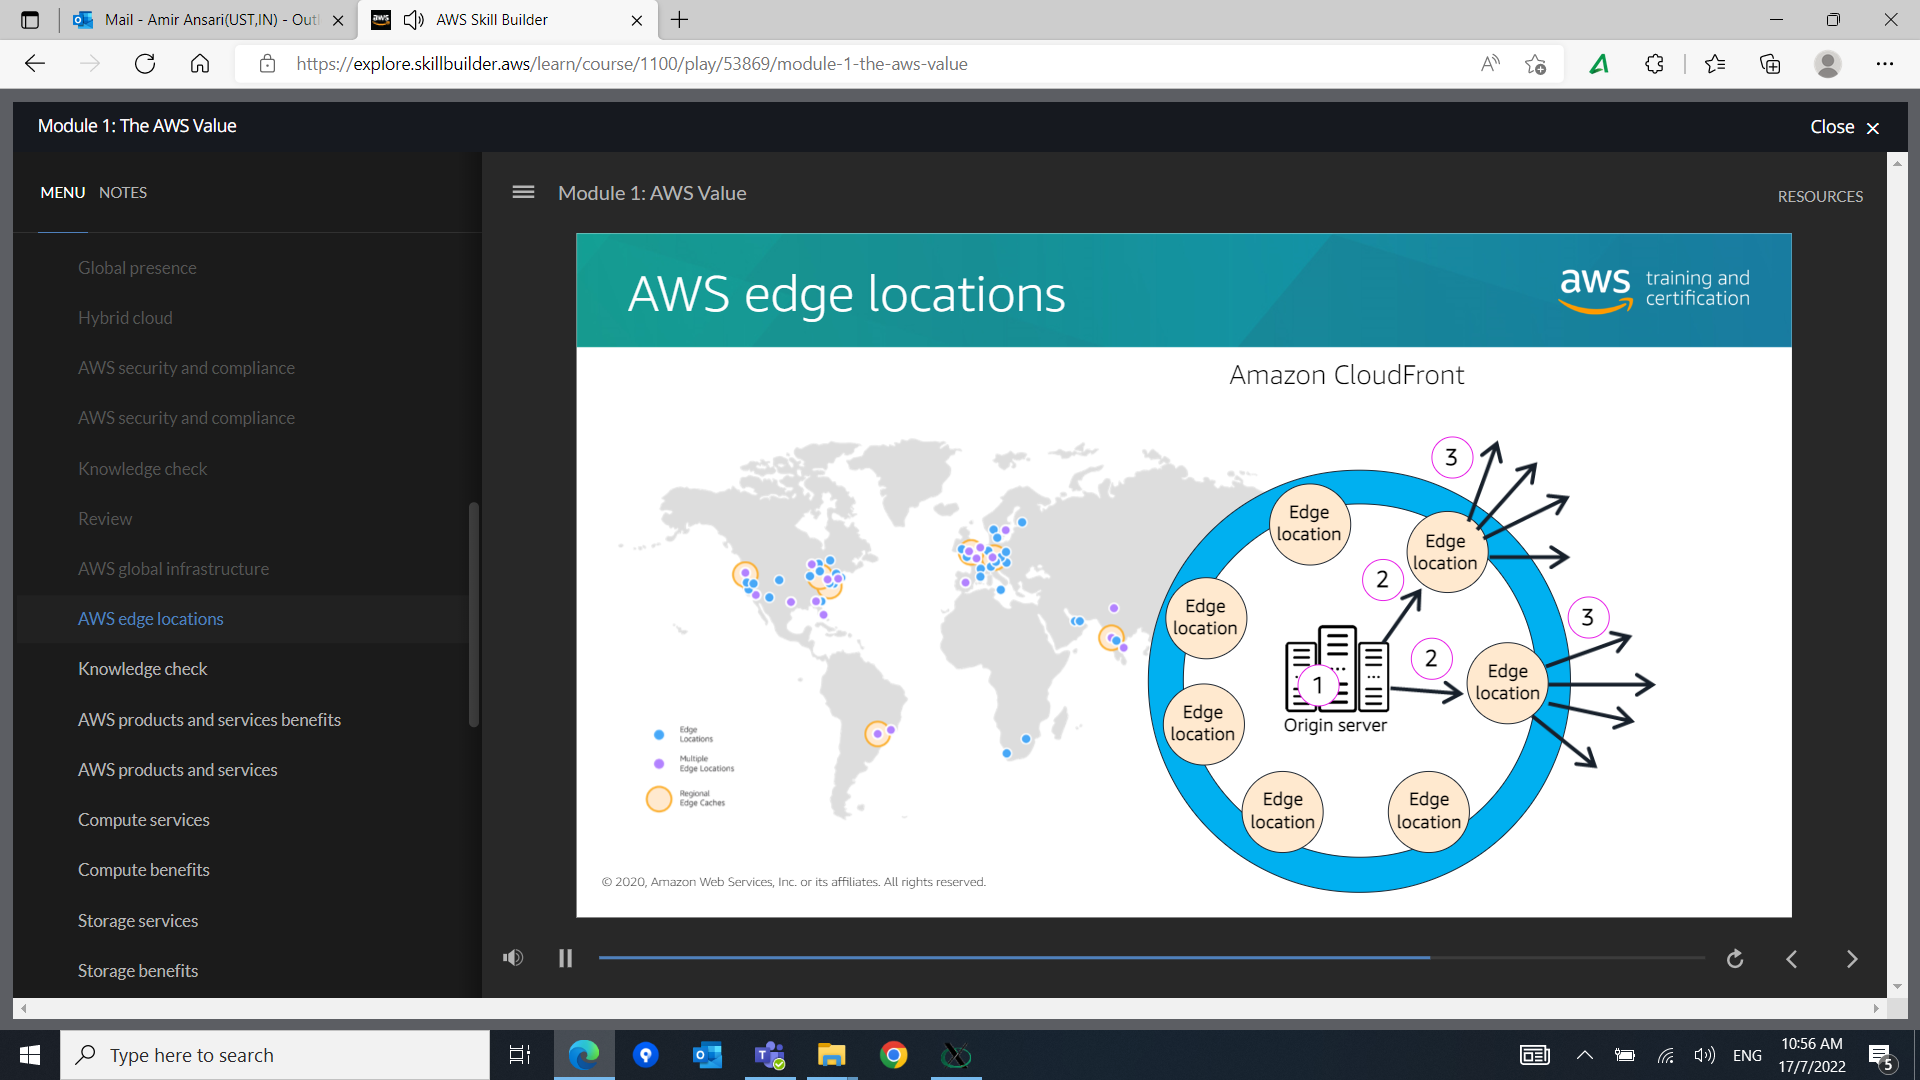 Mail - Amir Ansari(UST,IN) - Outl
aws
AWS Skill Builder
https://explore.skillbuilder.aws/learn/course/1100/play/53869/module-1-the-aws-value
Module 1: The AWS Value
Close
MENU
NOTES
Global presence
Hybrid cloud
AWS security and compliance
AWS security and compliance
Knowledge check
Review
AWS global infrastructure
AWS edge locations
Knowledge check
AWS products and services benefits
AWS products and services
Compute services
Compute benefits
Storage services
Storage benefits
Module 1: AWS Value
RESOURCES
AWS edge locations
aws
training and
certification
Amazon CloudFront
3
Edge
location
Edge
location
2
Edge
location
3
2
1
Origin server
Edge
location
Edge
location
Edge
location
Edge
location
Edge
Locations
Multiple
Edge Locations
Regional
Edge Caches
© 2020, Amazon Web Services, Inc. or its affiliates. All rights reserved.
Type here to search
ENG
10:56 AM
17/7/2022
5